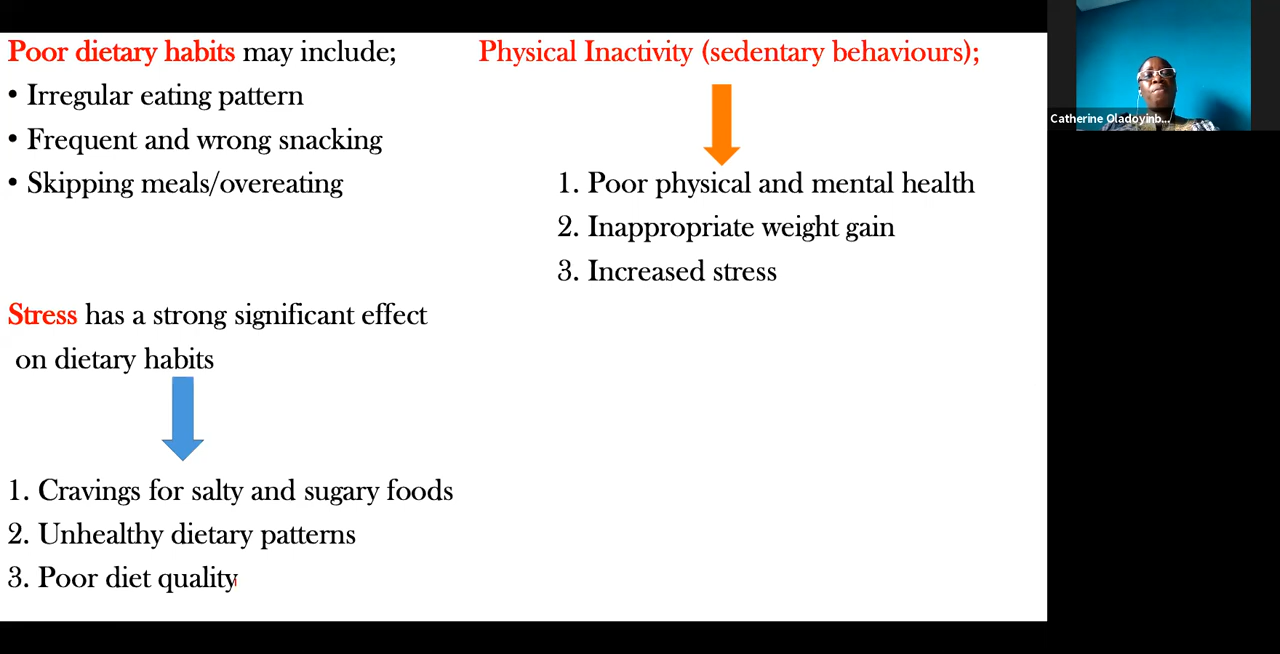 Poor dietary habits may include;
• Irregular eating pattern
• Frequent and wrong snacking
• Skipping meals/overeating
Stress has a strong significant effect
on dietary habits
1. Cravings for salty and sugary foods
2. Unhealthy dietary patterns
3. Poor diet quality
Physical Inactivity (sedentary behaviours);
1. Poor physical and mental health
2. Inappropriate weight gain
3. Increased stress
Catherine Oladoyinb...